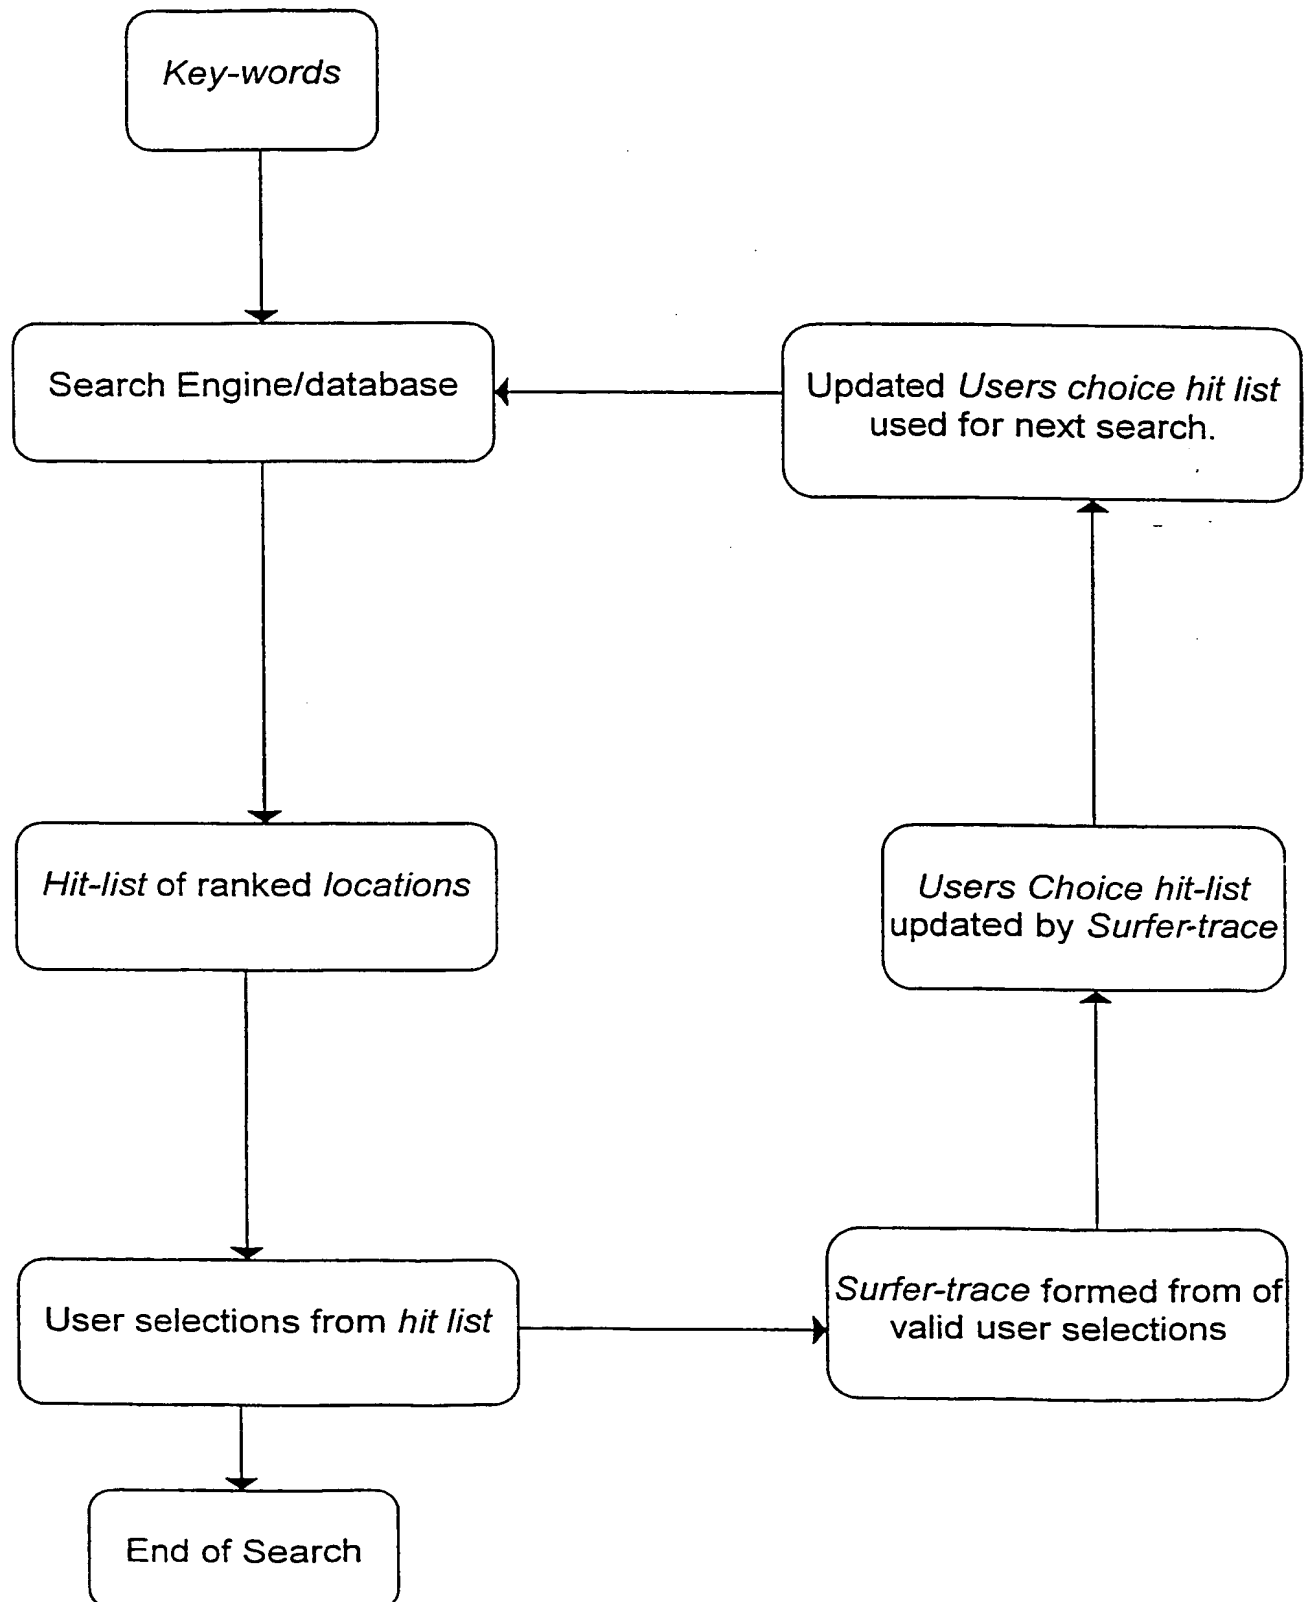 Key-words
Search Engine/database
Updated Users choice hit list
used for next search.
Hit-list of ranked locations
Users Choice hit-list
updated by Surfer-trace
User selections from hit list
Surfer-trace formed from of
valid user selections
End of Search